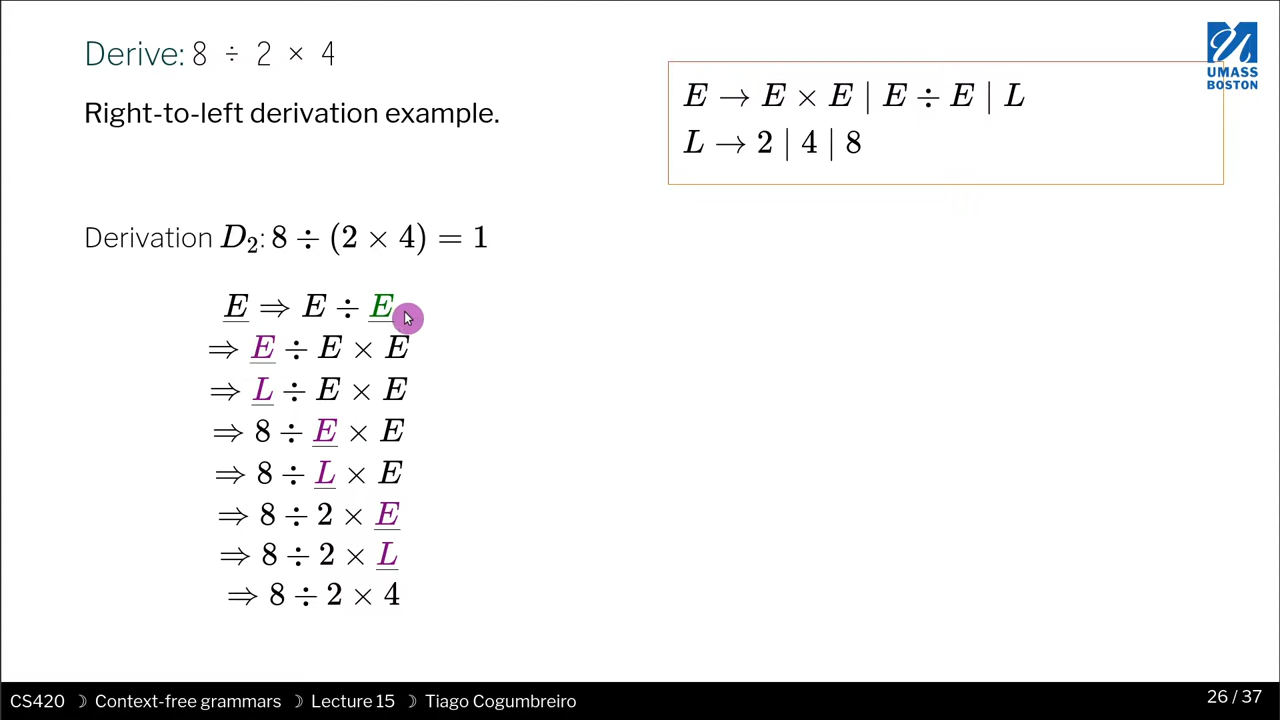 Derive: 8 ÷ 2 × 4
UMASS
BOSTON
Right-to-left derivation example.
E → E × E | E ÷ E | L
L → 2 | 4 | 8
Derivation D₂: 8 ÷ (2 × 4) = 1
E ⇒ E ÷ E
⇒ E ÷ E × E
⇒ L ÷ E × E
⇒ 8 ÷ E × E
⇒ 8 ÷ L × E
⇒ 8 ÷ 2 × E
⇒ 8 ÷ 2 × L
⇒ 8 ÷ 2 × 4
CS420 ☽ Context-free grammars ☽ Lecture 15 ☽ Tiago Cogumbreiro
26 / 37